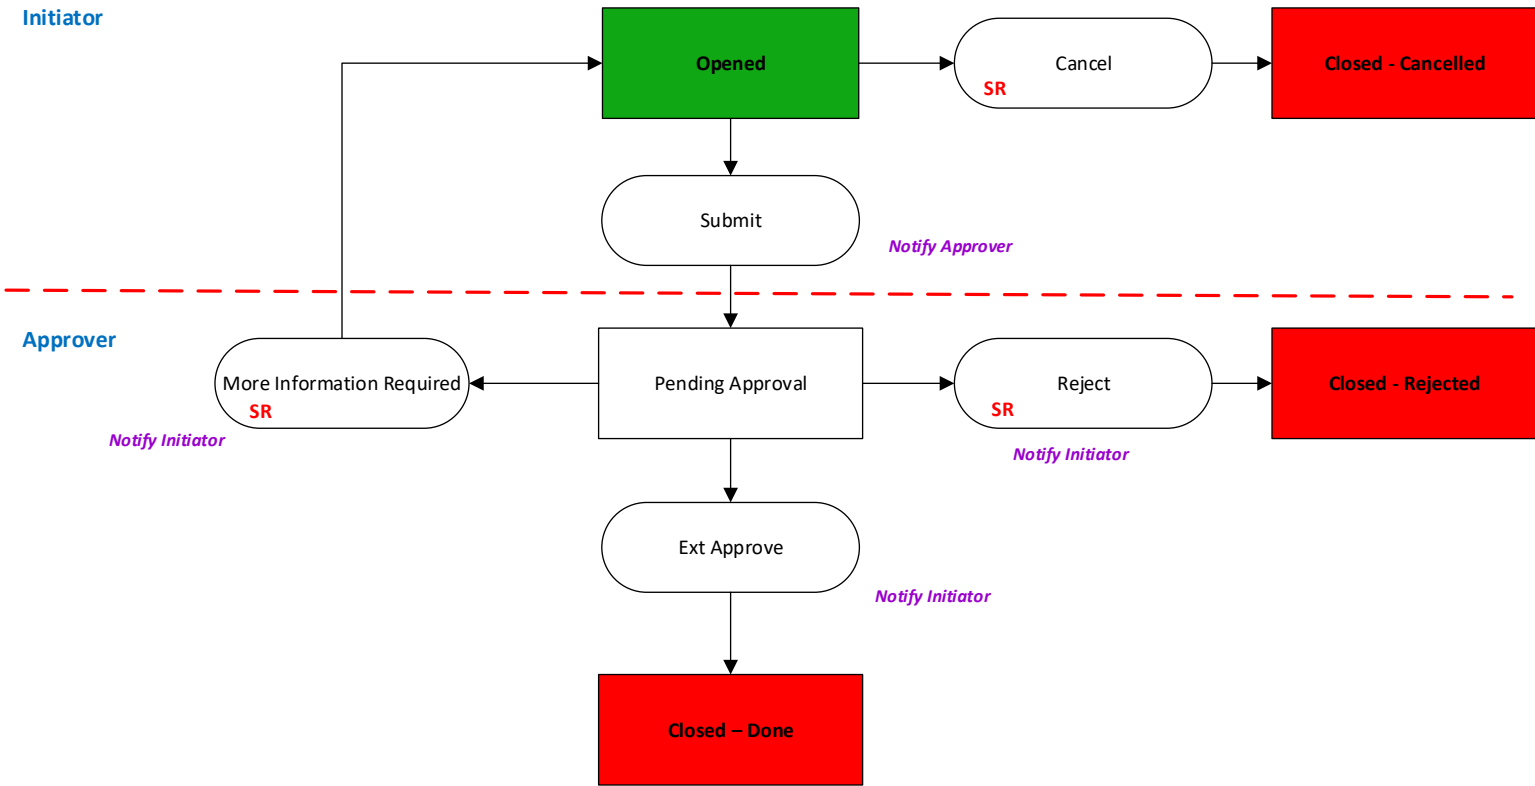 Initiator
Opened
Cancel
SR
Closed - Cancelled
Submit
Notify Approver
Approver
More Information Required
SR
Notify Initiator
Pending Approval
Reject
SR
Notify Initiator
Closed - Rejected
Ext Approve
Notify Initiator
Closed – Done